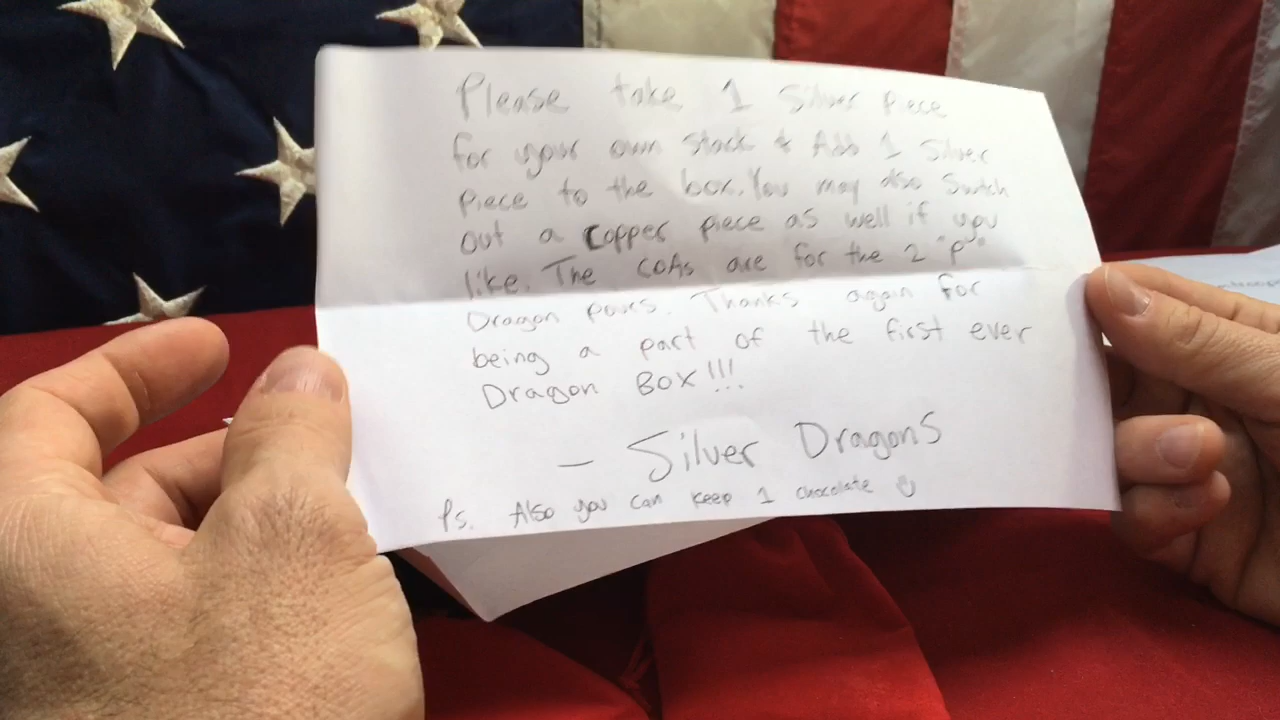 Please take 1 Silver Piece
for your own stack & Add 1 Silver
Piece to the box. You may also Switch
out a copper piece as well if you
like. The COAs are for the 2 "P"
Dragon pours. Thanks again for
being a part of the first ever
Dragon Box!!!
— Silver Dragons
Ps. Also you can keep 1 chocolate